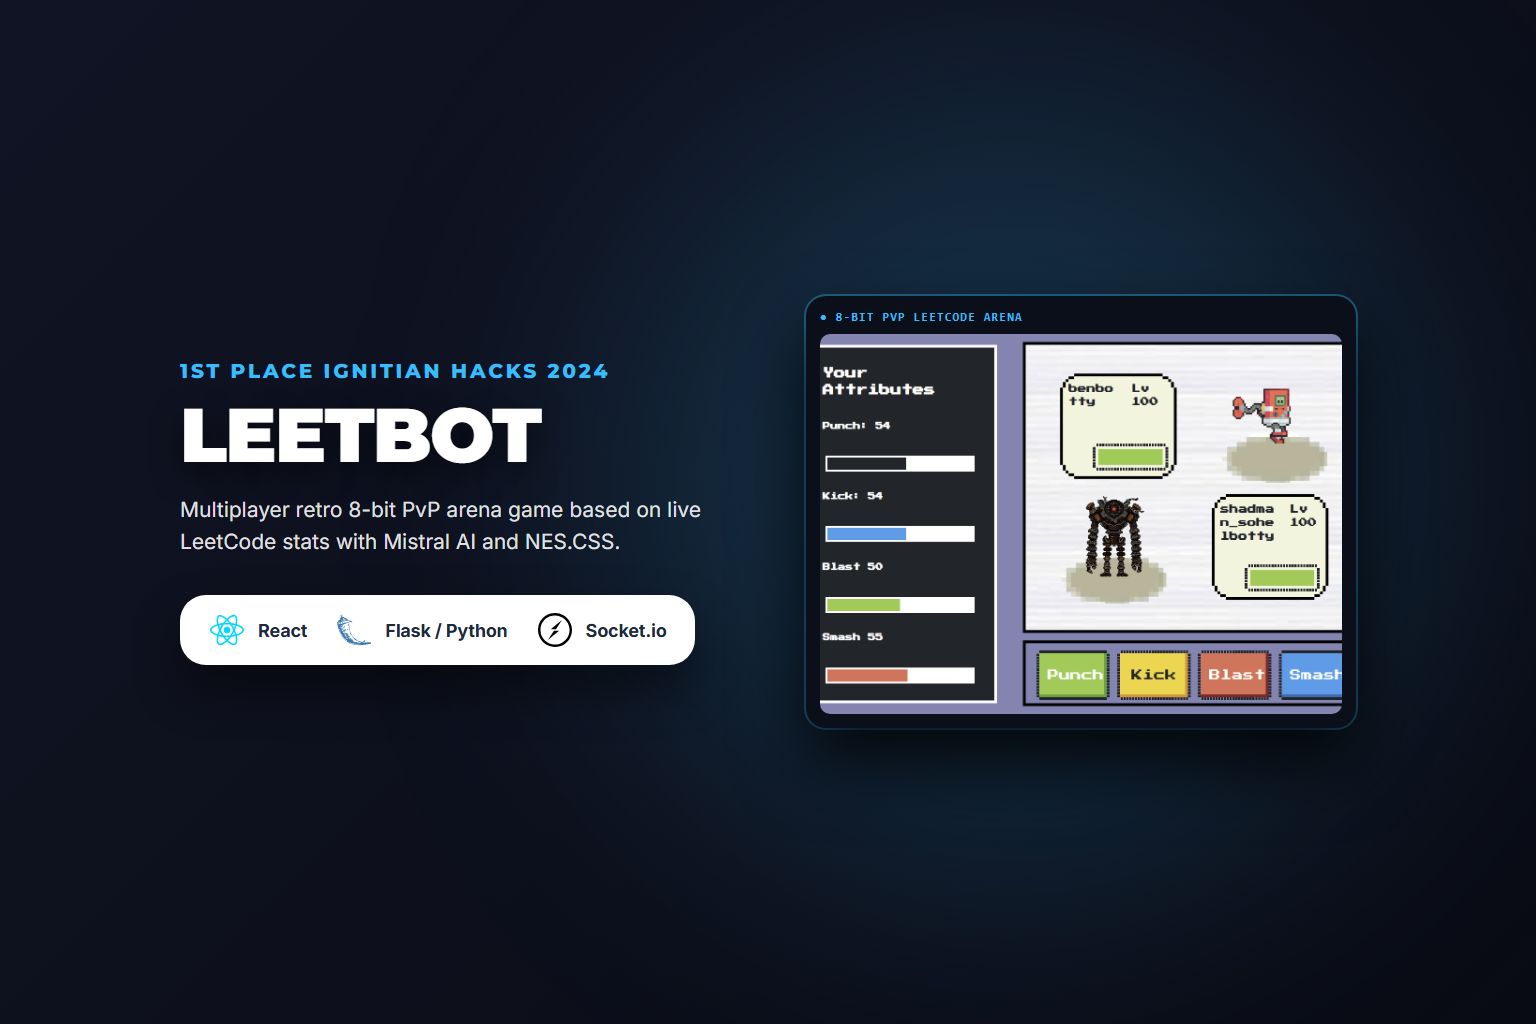 1ST PLACE IGNITIAN HACKS 2024
LEETBOT
Multiplayer retro 8-bit PvP arena game based on live
LeetCode stats with Mistral AI and NES.CSS.
React
Flask / Python
Socket.io
8-BIT PVP LEETCODE ARENA
Your
Attributes
Punch: 54
Kick: 54
Blast 50
Smash 55
benbo Lv
tty 100
shadma Lv
n_sohe 100
lbotty
Punch
Kick
Blast
Smash